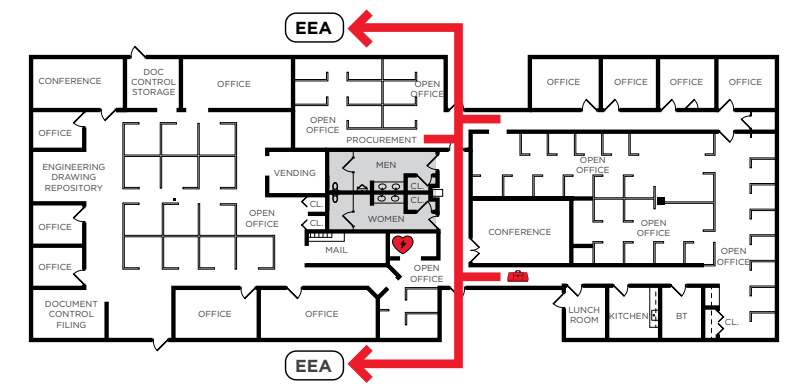 EEA
CONFERENCE
DOC
CONTROL
STORAGE
OFFICE
OPEN
OFFICE
OFFICE
OFFICE
OFFICE
OFFICE
OFFICE
OPEN
OFFICE
PROCUREMENT
ENGINEERING
DRAWING
REPOSITORY
VENDING
MEN
CL.
CL.
WOMEN
OPEN
OFFICE
CL.
CL.
OPEN
OFFICE
OFFICE
MAIL
CONFERENCE
OPEN
OFFICE
OPEN
OFFICE
OFFICE
OPEN
OFFICE
DOCUMENT
CONTROL
FILING
OFFICE
OFFICE
LUNCH
ROOM
KITCHEN
BT
CL.
EEA